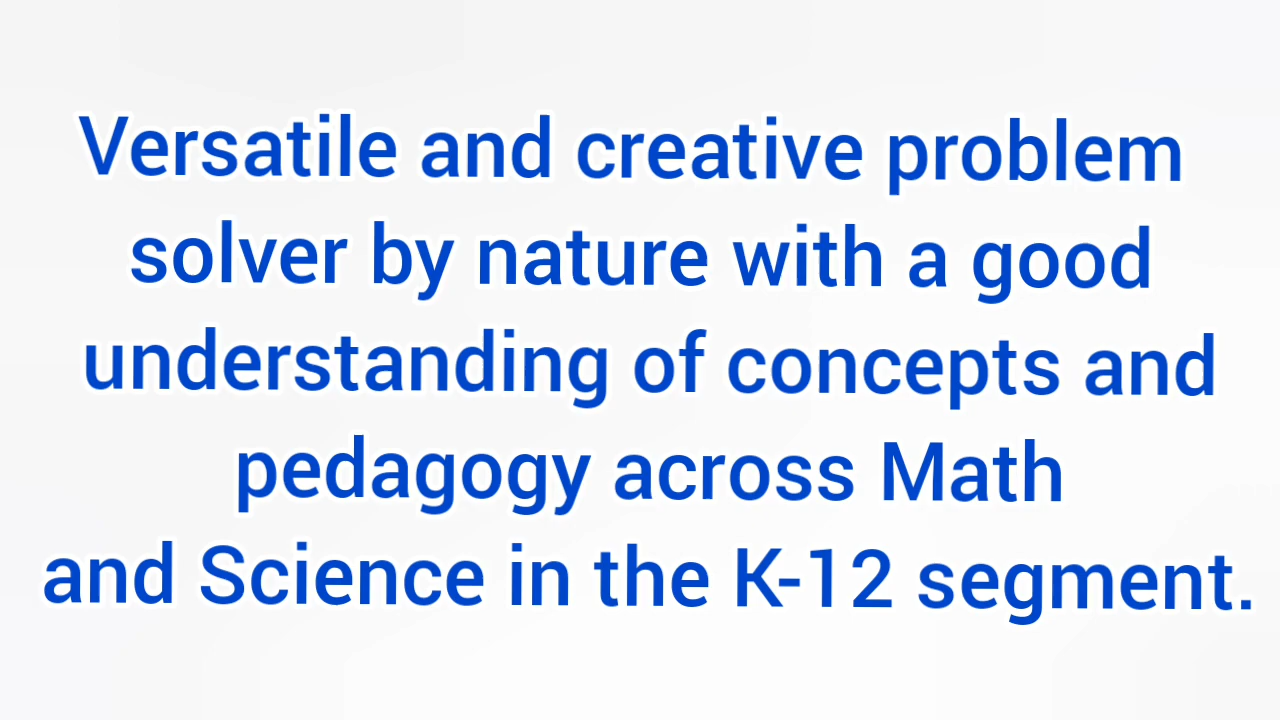 Versatile and creative problem
solver by nature with a good
understanding of concepts and
pedagogy across Math
and Science in the K-12 segment.